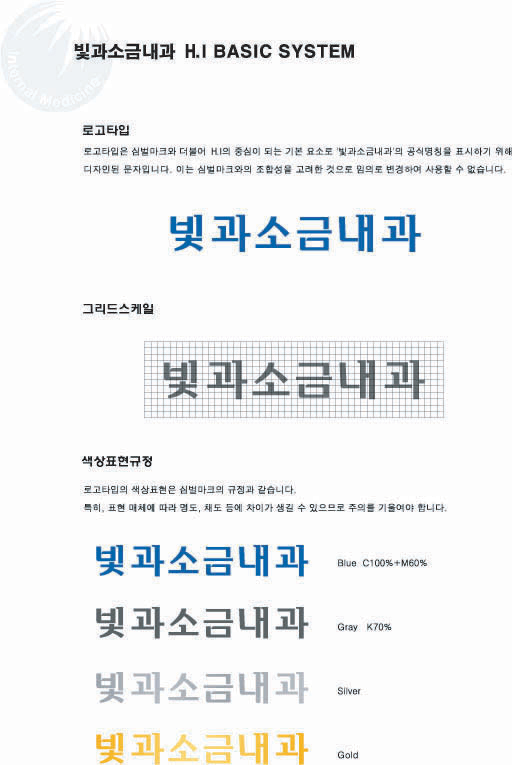 빛과소금내과 H.I BASIC SYSTEM
Internal Medicine
로고타입
로고타입은 심벌마크와 더불어 H.I의 중심이 되는 기본 요소로 '빛과소금내과'의 공식명칭을 표시하기 위해
디자인된 문자입니다. 이는 심벌마크와의 조합성을 고려한 것으로 임의로 변경하여 사용할 수 없습니다.
빛과소금내과
그리드스케일
빛과소금내과
색상표현규정
로고타입의 색상표현은 심벌마크의 규정과 같습니다.
특히, 표현 매체에 따라 명도, 채도 등에 차이가 생길 수 있으므로 주의를 기울여야 합니다.
빛과소금내과 Blue C100%+M60%
빛과소금내과 Gray K70%
빛과소금내과 Silver
빛과소금내과 Gold